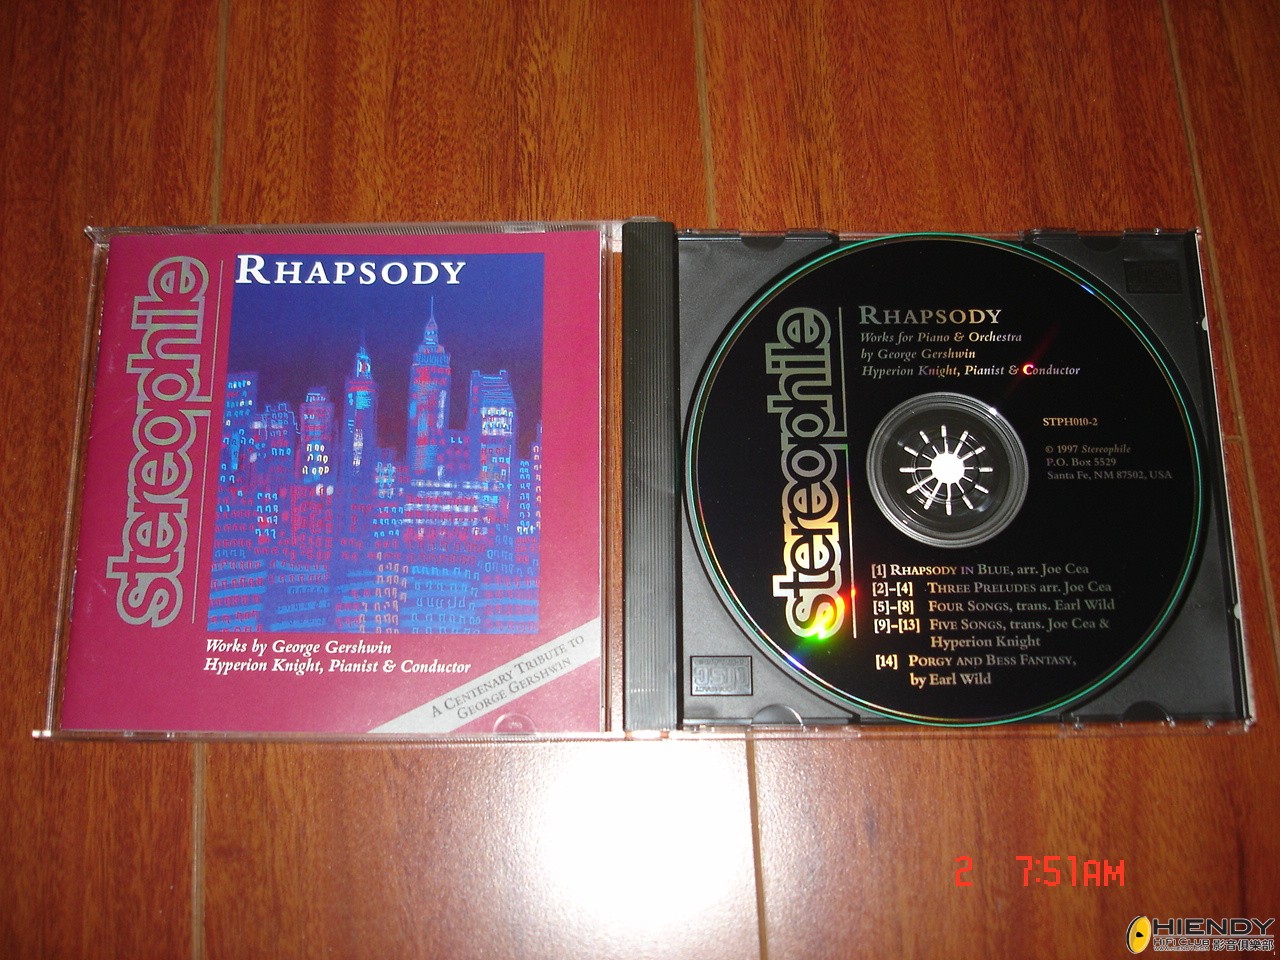 stereophile
RHAPSODY
Works by George Gershwin
Hyperion Knight, Pianist & Conductor
A CENTENARY TRIBUTE TO
GEORGE GERSHWIN
stereophile
RHAPSODY
Works for Piano & Orchestra
by George Gershwin
Hyperion Knight, Pianist & Conductor
STPH010-2
© 1997 Stereophile
P.O. Box 5529
Santa Fe, NM 87502, USA
[1] RHAPSODY IN BLUE, arr. Joe Cea
[2]-[4] THREE PRELUDES arr. Joe Cea
[5]-[8] FOUR SONGS, trans. Earl Wild
[9]-[13] FIVE SONGS, trans. Joe Cea &
Hyperion Knight
[14] PORGY AND BESS FANTASY,
by Earl Wild
2 7:51AM
HIENDY
HIFI CLUB 影音俱樂部